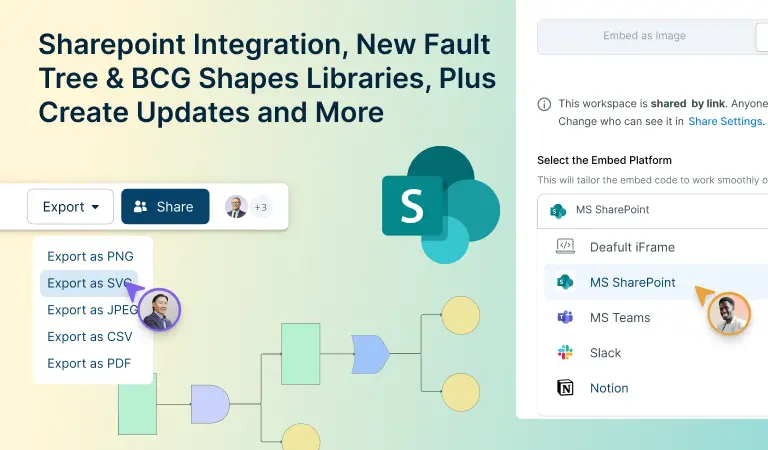 Sharepoint Integration, New Fault
Tree & BCG Shapes Libraries, Plus
Create Updates and More
Export
Share
+3
Export as PNG
Export as SVG
Export as JPEG
Export as CSV
Export as PDF
S
Embed as Image
This workspace is shared by link. Anyone
Change who can see it in Share Settings.
Select the Embed Platform
This will tailor the embed code to work smoothly o
MS SharePoint
Deafult iFrame
MS SharePoint
MS Teams
Slack
Notion